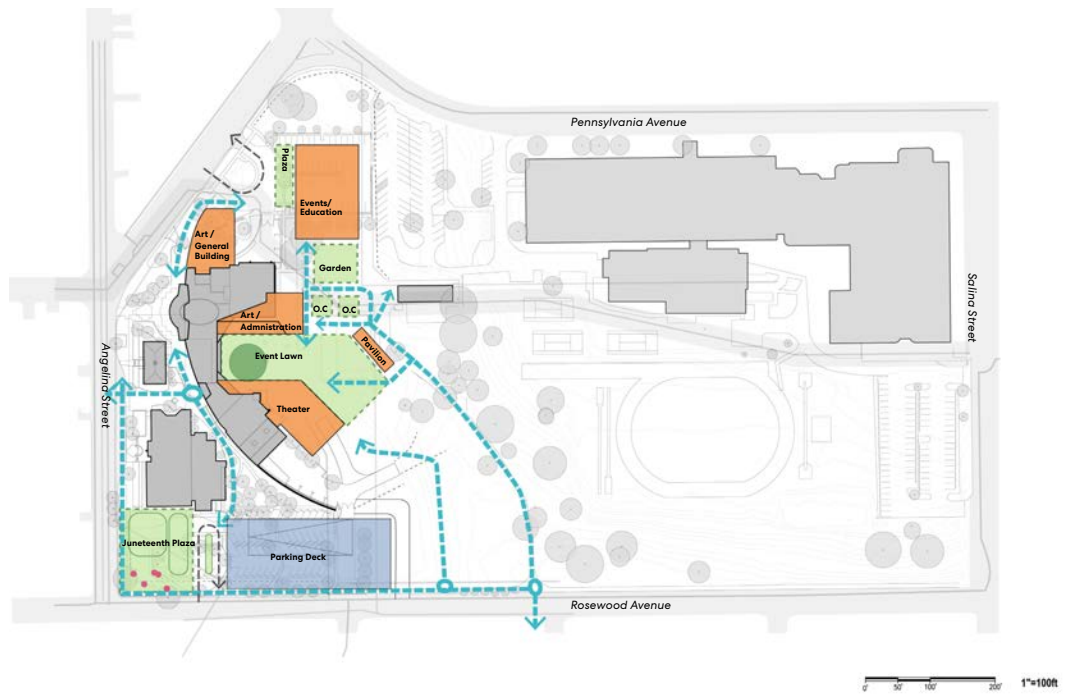 Pennsylvania Avenue
Plaza
Events/
Education
Art /
General
Building
Garden
Salina Street
O.C
O.C
Art /
Admnistration
Pavilion
Event Lawn
Angelina Street
Theater
Juneteenth Plaza
Parking Deck
Rosewood Avenue
0'
50'
100'
200'
1"=100ft